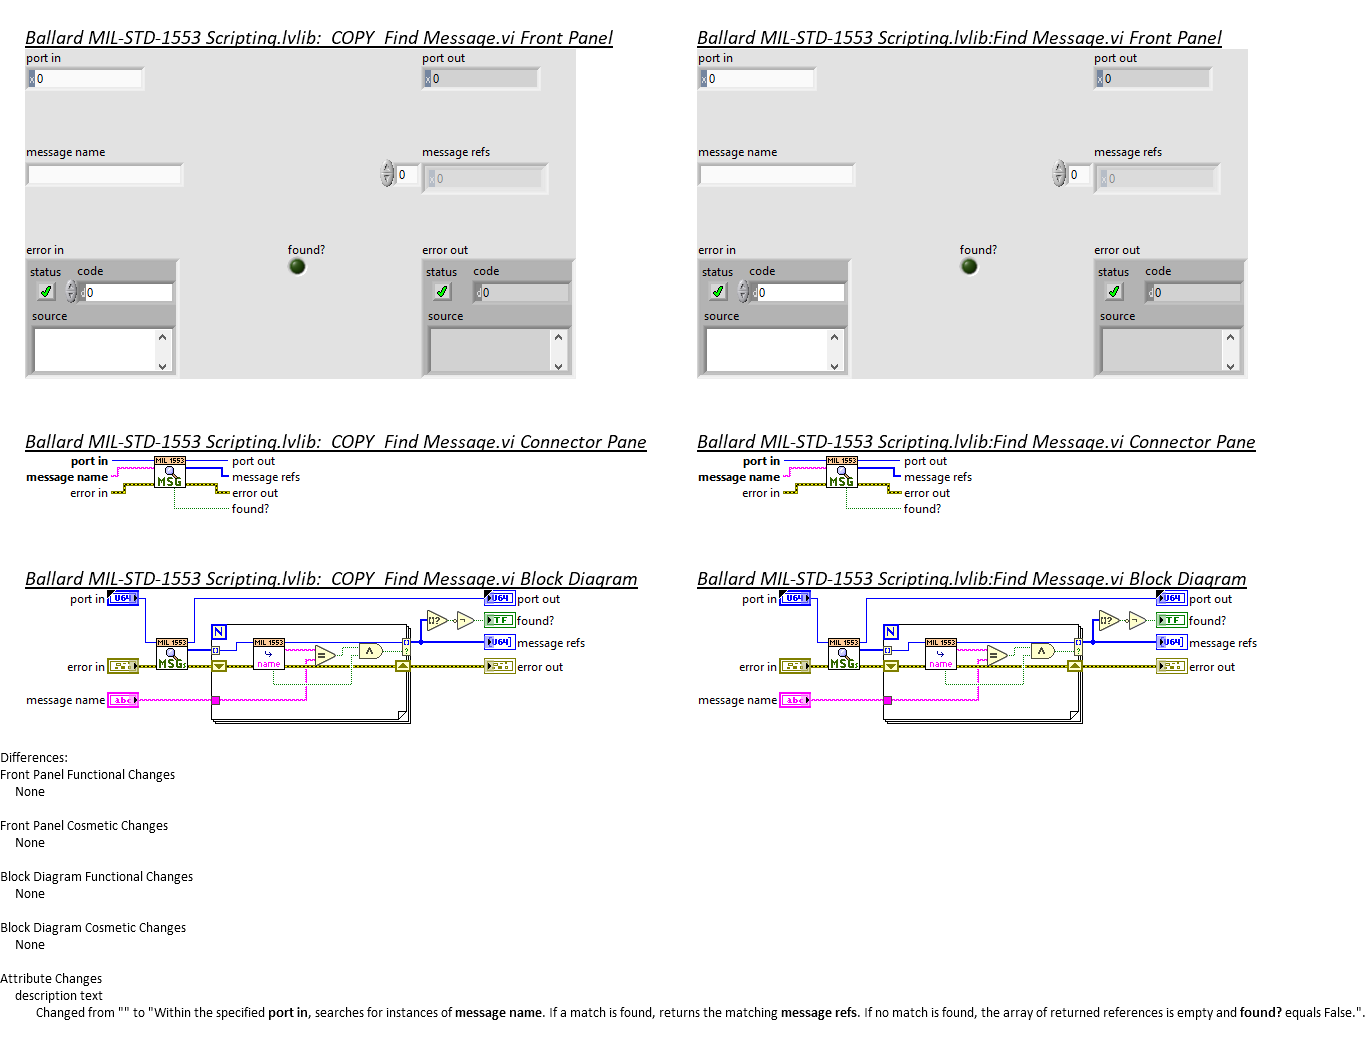 Ballard MIL-STD-1553 Scripting.lvlib:_COPY_Find Message.vi Front Panel
port in
0
port out
0
message name
0
message refs
0
error in
status code
0
source
found?
error out
status code
0
source
Ballard MIL-STD-1553 Scripting.lvlib:Find Message.vi Front Panel
port in
0
port out
0
message name
0
message refs
0
error in
status code
0
source
found?
error out
status code
0
source
Ballard MIL-STD-1553 Scripting.lvlib:_COPY_Find Message.vi Connector Pane
port in
message name
error in
MIL 1553
MSG
port out
message refs
error out
found?
Ballard MIL-STD-1553 Scripting.lvlib:Find Message.vi Connector Pane
port in
message name
error in
MIL 1553
MSG
port out
message refs
error out
found?
Ballard MIL-STD-1553 Scripting.lvlib:_COPY_Find Message.vi Block Diagram
port in U64
U64 port out
TF found?
N
MIL 1553
MSGs
MIL 1553
name
U64 message refs
error in
error out
message name abc
Ballard MIL-STD-1553 Scripting.lvlib:Find Message.vi Block Diagram
port in U64
U64 port out
TF found?
N
MIL 1553
MSGs
MIL 1553
name
U64 message refs
error in
error out
message name abc
Differences:
Front Panel Functional Changes
None
Front Panel Cosmetic Changes
None
Block Diagram Functional Changes
None
Block Diagram Cosmetic Changes
None
Attribute Changes
description text
Changed from "" to "Within the specified port in, searches for instances of message name. If a match is found, returns the matching message refs. If no match is found, the array of returned references is empty and found? equals False.".